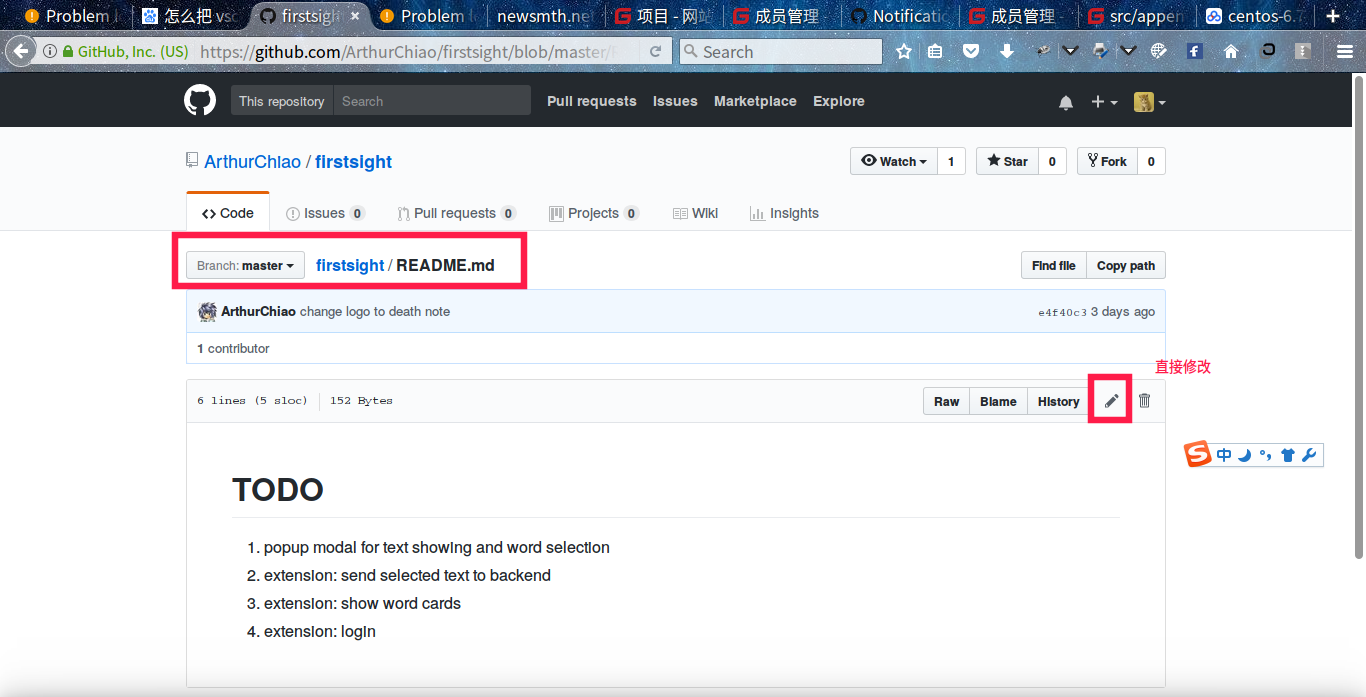 Problem lo
怎么把 vsc
firstsigh
Problem lo
newsmth.ne
项目 - 网站
成员管理
Notificatic
成员管理 -
src/apper
centos-6.7
GitHub, Inc. (US)
https://github.com/ArthurChiao/firstsight/blob/master/
Search
This repository
Search
Pull requests
Issues
Marketplace
Explore
ArthurChiao / firstsight
Watch 1
Star 0
Fork 0
Code
Issues 0
Pull requests 0
Projects 0
Wiki
Insights
Branch: master
firstsight / README.md
Find file
Copy path
ArthurChiao change logo to death note
e4f40c3 3 days ago
1 contributor
直接修改
6 lines (5 sloc)
152 Bytes
Raw
Blame
History
中
TODO
1. popup modal for text showing and word selection
2. extension: send selected text to backend
3. extension: show word cards
4. extension: login